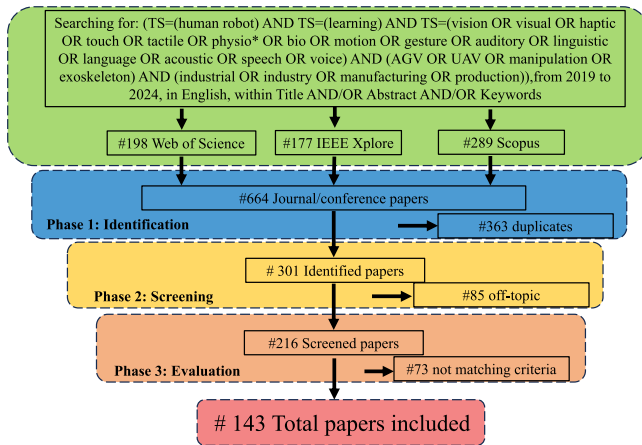 Searching for: (TS=(human robot) AND TS=(learning) AND TS=(vision OR visual OR haptic
OR touch OR tactile OR physio* OR bio OR motion OR gesture OR auditory OR linguistic
OR language OR acoustic OR speech OR voice) AND (AGV OR UAV OR manipulation OR
exoskeleton) AND (industrial OR industry OR manufacturing OR production)),from 2019 to
2024, in English, within Title AND/OR Abstract AND/OR Keywords
#198 Web of Science
#177 IEEE Xplore
#289 Scopus
#664 Journal/conference papers
Phase 1: Identification
#363 duplicates
# 301 Identified papers
Phase 2: Screening
#85 off-topic
#216 Screened papers
Phase 3: Evaluation
#73 not matching criteria
# 143 Total papers included